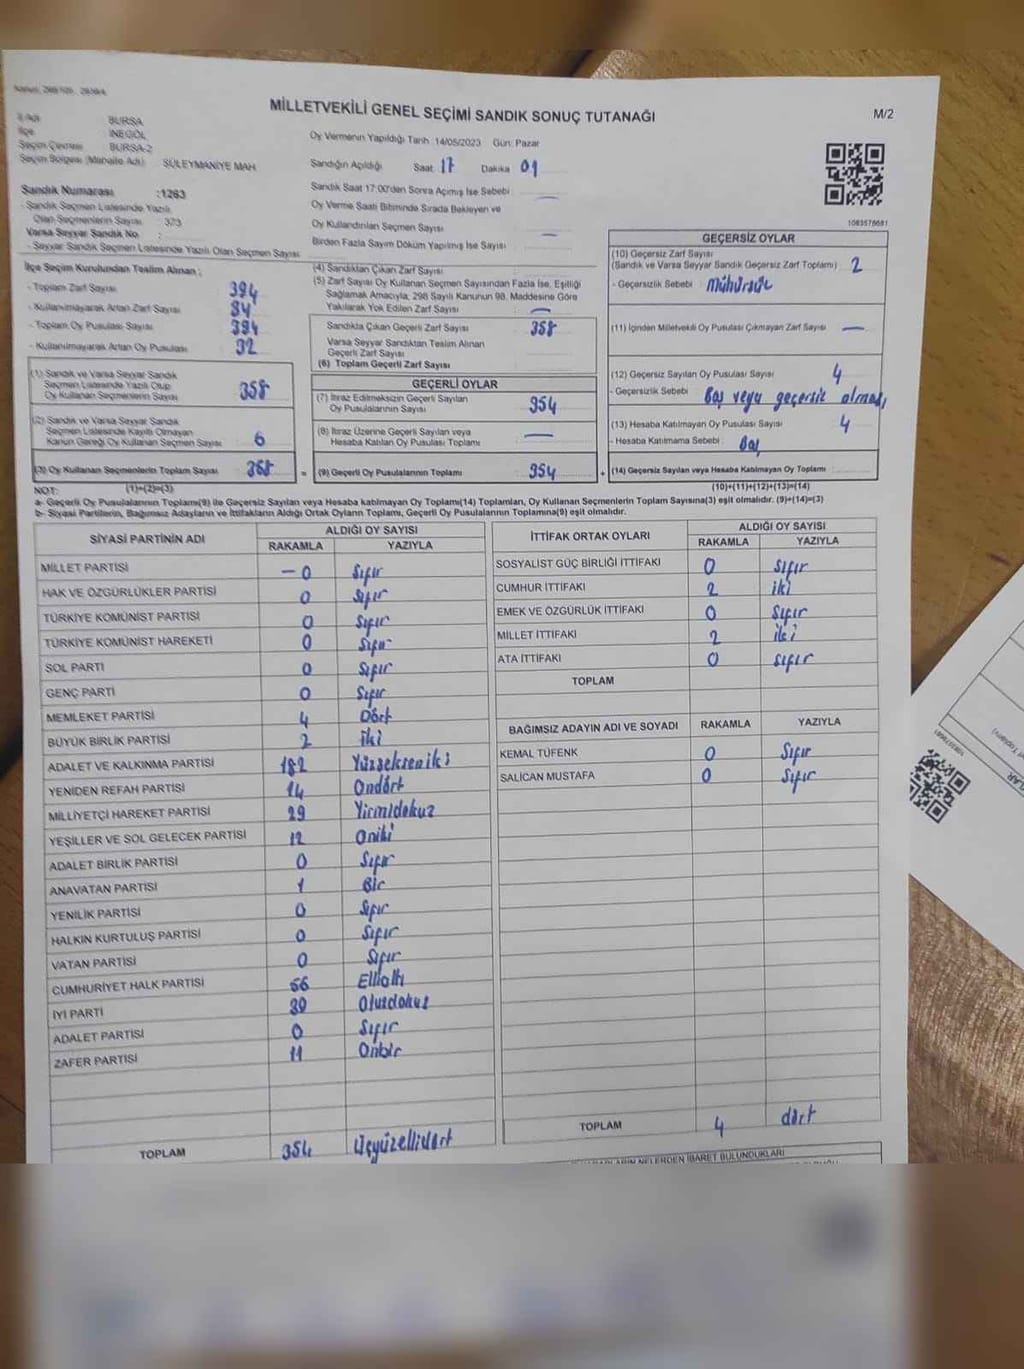 MİLLETVEKİLİ GENEL SEÇİMİ SANDIK SONUÇ TUTANAĞI
M/2
İl Adı BURSA
İlçe İNEGÖL
Seçim Çevresi BURSA-2
Seçim Bölgesi (Mahalle Adı) SÜLEYMANİYE MAH
Sandık Numarası :1263
- Sandık Seçmen Listesinde Yazılı
Olan Seçmenlerin Sayısı : 373
Varsa Seyyar Sandık No :
- Seyyar Sandık Seçmen Listesinde Yazılı Olan Seçmen Sayısı
Oy Vermenin Yapıldığı Tarih :14/05/2023 Gün: Pazar
Sandığın Açıldığı Saat 17 Dakika 01
Sandık Saat 17:00'den Sonra Açılmış İse Sebebi : —
Oy Verme Saati Bitiminde Sırada Bekleyen ve
Oy Kullandırılan Seçmen Sayısı —
Birden Fazla Sayım Döküm Yapılmış İse Sayısı
1083578681
İlçe Seçim Kurulundan Teslim Alınan ;
- Toplam Zarf Sayısı : 394
- Kullanılmayarak Artan Zarf Sayısı : 34
- Toplam Oy Pusulası Sayısı : 394
- Kullanılmayarak Artan Oy Pusulası : 32
(1) Sandık ve Varsa Seyyar Sandık
Seçmen Listesinde Yazılı Olup
Oy Kullanan Seçmenlerin Sayısı : 358
(2) Sandık ve Varsa Seyyar Sandık
Seçmen Listesinde Kayıtlı Olmayan
Kanun Gereği Oy Kullanan Seçmen Sayısı : 6
(3) Oy Kullanan Seçmenlerin Toplam Sayısı
(4) Sandıktan Çıkan Zarf Sayısı :
(5) Zarf Sayısı Oy Kullanan Seçmen Sayısından Fazla İse, Eşitliği
Sağlamak Amacıyla; 298 Sayılı Kanunun 98. Maddesine Göre
Yakılarak Yok Edilen Zarf Sayısı : —
Sandıkta Çıkan Geçerli Zarf Sayısı : 358
Varsa Seyyar Sandıktan Teslim Alınan
Geçerli Zarf Sayısı :
(6) Toplam Geçerli Zarf Sayısı :
GEÇERLİ OYLAR
(7) İtiraz Edilmeksizin Geçerli Sayılan
Oy Pusulalarının Sayısı : 354
(8) İtiraz Üzerine Geçerli Sayılan veya
Hesaba Katılan Oy Pusulası Toplamı : —
= (9) Geçerli Oy Pusulalarının Toplamı : 354
GEÇERSİZ OYLAR
(10) Geçersiz Zarf Sayısı
(Sandık ve Varsa Seyyar Sandık Geçersiz Zarf Toplamı) : 2
- Geçersizlik Sebebi : Mühürsüz
(11) İçinden Milletvekili Oy Pusulası Çıkmayan Zarf Sayısı : —
(12) Geçersiz Sayılan Oy Pusulası Sayısı : 4
- Geçersizlik Sebebi : Boş veya geçersiz olması
(13) Hesaba Katılmayan Oy Pusulası Sayısı : 4
- Hesaba Katılmama Sebebi : Boş
+ (14) Geçersiz Sayılan veya Hesaba Katılmayan Oy Toplamı :
NOT: (1)+(2)=(3)
(10)+(11)+(12)+(13)=(14)
a- Geçerli Oy Pusulalarının Toplamı(9) ile Geçersiz Sayılan veya Hesaba katılmayan Oy Toplamı(14) Toplamları, Oy Kullanan Seçmenlerin Toplam Sayısına(3) eşit olmalıdır. (9)+(14)=(3)
b- Siyasi Partilerin, Bağımsız Adayların ve İttifakların Aldığı Ortak Oyların Toplamı, Geçerli Oy Pusulalarının Toplamına(9) eşit olmalıdır.
SİYASİ PARTİNİN ADI
ALDIĞI OY SAYISI
RAKAMLA YAZIYLA
MİLLET PARTİSİ –0 Sıfır
HAK VE ÖZGÜRLÜKLER PARTİSİ 0 Sıfır
TÜRKİYE KOMÜNİST PARTİSİ 0 Sıfır
TÜRKİYE KOMÜNİST HAREKETİ 0 Sıfır
SOL PARTİ 0 Sıfır
GENÇ PARTİ 0 Sıfır
MEMLEKET PARTİSİ 4 Dört
BÜYÜK BİRLİK PARTİSİ 2 iki
ADALET VE KALKINMA PARTİSİ 182 Yüzsekseniki
YENİDEN REFAH PARTİSİ 14 Ondört
MİLLİYETÇİ HAREKET PARTİSİ 29 Yirmidokuz
YEŞİLLER VE SOL GELECEK PARTİSİ 12 Oniki
ADALET BİRLİK PARTİSİ 0 Sıfır
ANAVATAN PARTİSİ 1 Bir
YENİLİK PARTİSİ 0 Sıfır
HALKIN KURTULUŞ PARTİSİ 0 Sıfır
VATAN PARTİSİ 0 Sıfır
CUMHURİYET HALK PARTİSİ 56 Ellialtı
İYİ PARTİ 39 Otuzdokuz
ADALET PARTİSİ 0 Sıfır
ZAFER PARTİSİ 11 Onbir
TOPLAM 354 Üçyüzellidört
İTTİFAK ORTAK OYLARI
ALDIĞI OY SAYISI
RAKAMLA YAZIYLA
SOSYALİST GÜÇ BİRLİĞİ İTTİFAKI 0 Sıfır
CUMHUR İTTİFAKI 2 iki
EMEK VE ÖZGÜRLÜK İTTİFAKI 0 Sıfır
MİLLET İTTİFAKI 2 iki
ATA İTTİFAKI 0 Sıfır
TOPLAM
BAĞIMSIZ ADAYIN ADI VE SOYADI RAKAMLA YAZIYLA
KEMAL TÜFENK 0 Sıfır
SALİCAN MUSTAFA 0 Sıfır
TOPLAM 4 dört